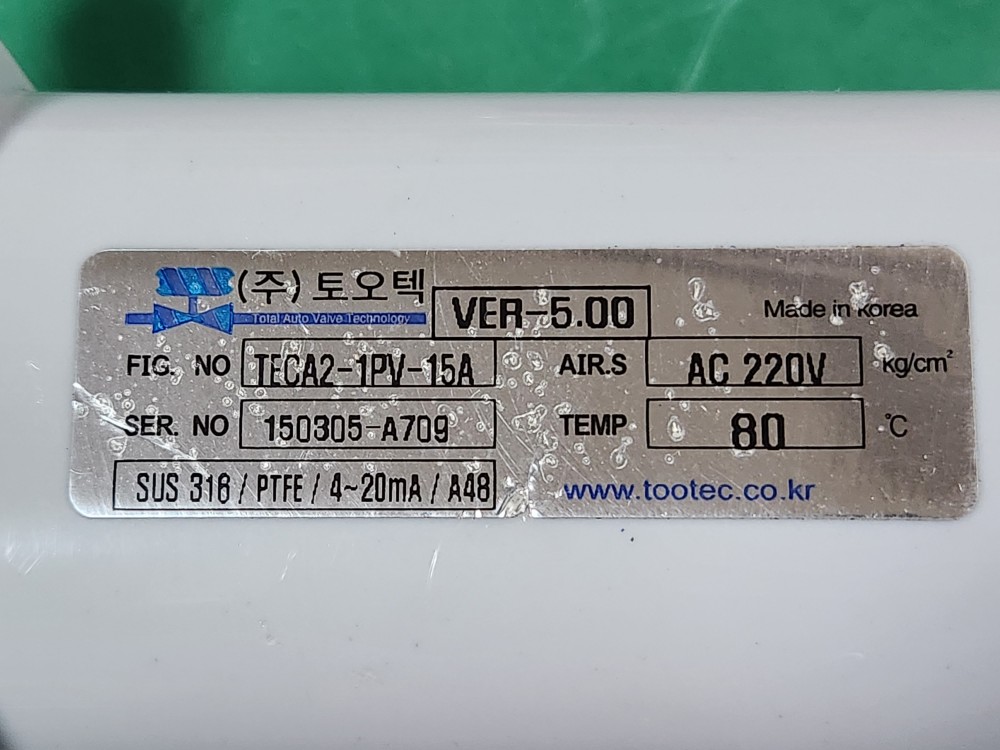 (주) 토오텍
Total Auto Valve Technology
VER-5.00
Made in Korea
FIG. NO TECA2-1PV-15A AIR.S AC 220V kg/cm²
SER. NO 150305-A709 TEMP 80 ℃
SUS 316 / PTFE / 4~20mA / A48 www.tootec.co.kr